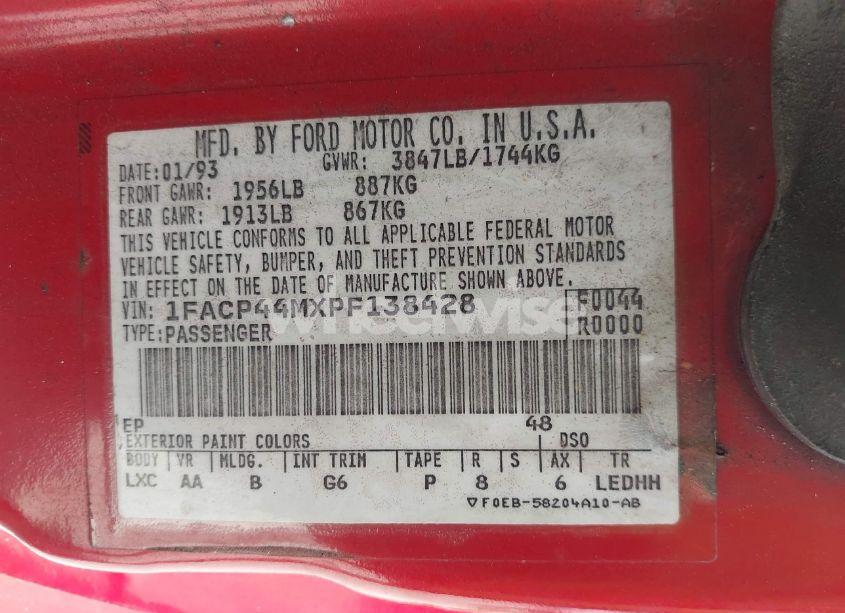 MFD. BY FORD MOTOR CO. IN U.S.A.
DATE: 01/93 GVWR: 3847LB/1744KG
FRONT GAWR: 1956LB 887KG
REAR GAWR: 1913LB 867KG
THIS VEHICLE CONFORMS TO ALL APPLICABLE FEDERAL MOTOR
VEHICLE SAFETY, BUMPER, AND THEFT PREVENTION STANDARDS
IN EFFECT ON THE DATE OF MANUFACTURE SHOWN ABOVE.
VIN: 1FACP44MXPF138428 F0044
TYPE: PASSENGER R0000
wheelwise
EP 48
EXTERIOR PAINT COLORS DSO
BODY YR MLDG. INT TRIM TAPE R S AX TR
LXC AA B G6 P 8 6 LEDHH
▽F0EB-58204A10-AB